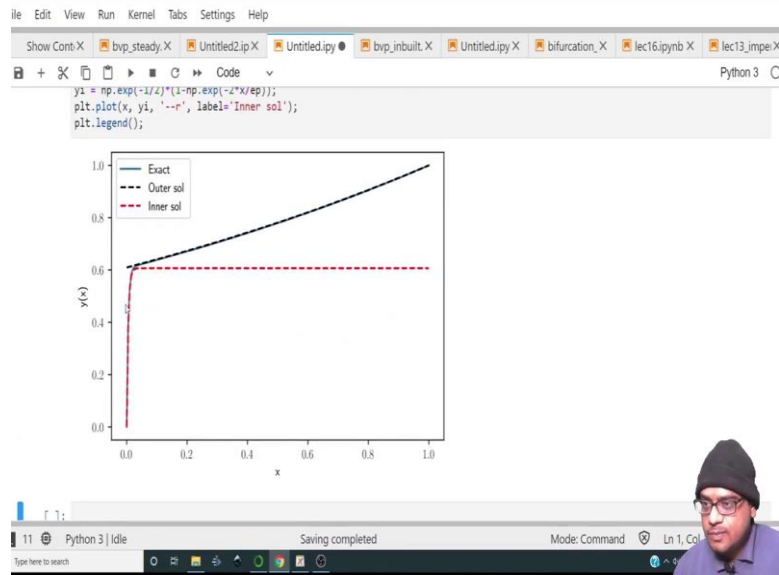 ile Edit View Run Kernel Tabs Settings Help
Show Cont X bvp_steady. X Untitled2.ip X Untitled.ipy bvp_inbuilt. X Untitled.ipy X bifurcation_ X lec16.ipynb X lec13_impe X
Code Python 3
yi = np.exp(-1/2)*(1-np.exp(-2*x/ep));
plt.plot(x, yi, '--r', label='Inner sol');
plt.legend();
1.0
Exact
Outer sol
Inner sol
0.8
0.6
y(x)
0.4
0.2
0.0
0.0 0.2 0.4 0.6 0.8 1.0
x
[ ]:
11 Python 3 | Idle Saving completed Mode: Command Ln 1, Col
Type here to search